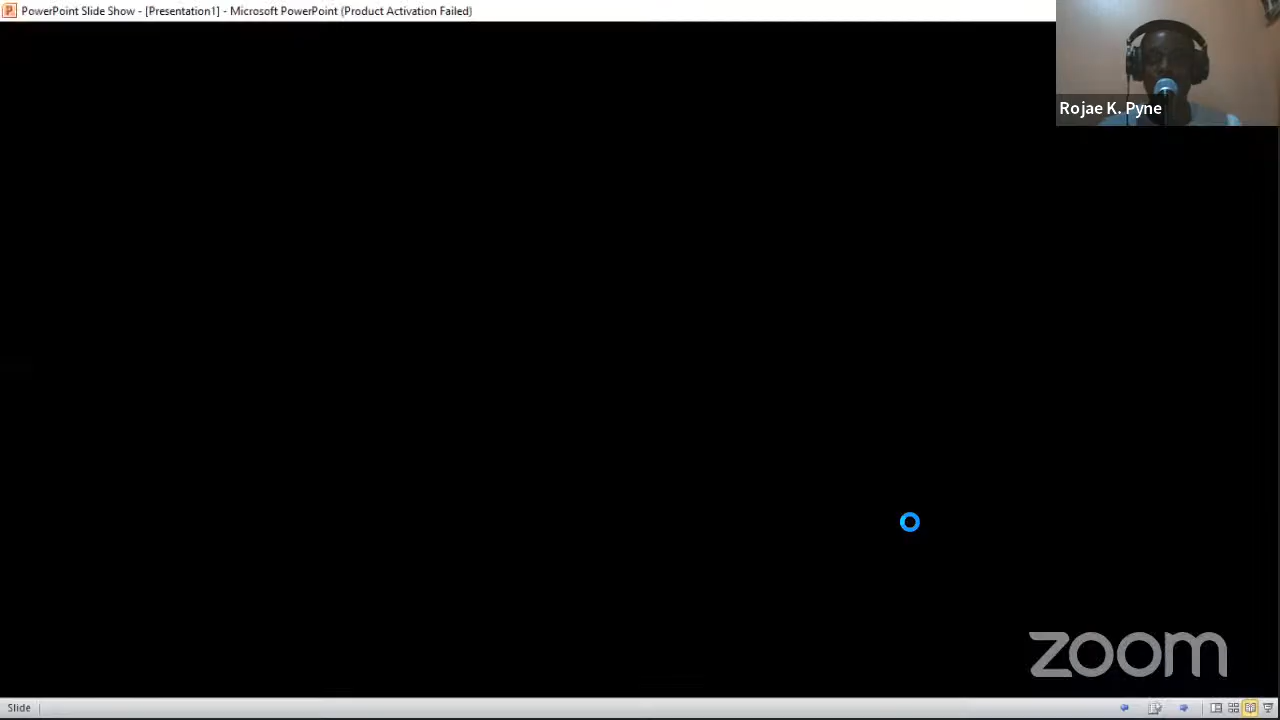 PowerPoint Slide Show - [Presentation1] - Microsoft PowerPoint (Product Activation Failed)
Rojae K. Pyne
zoom
Slide